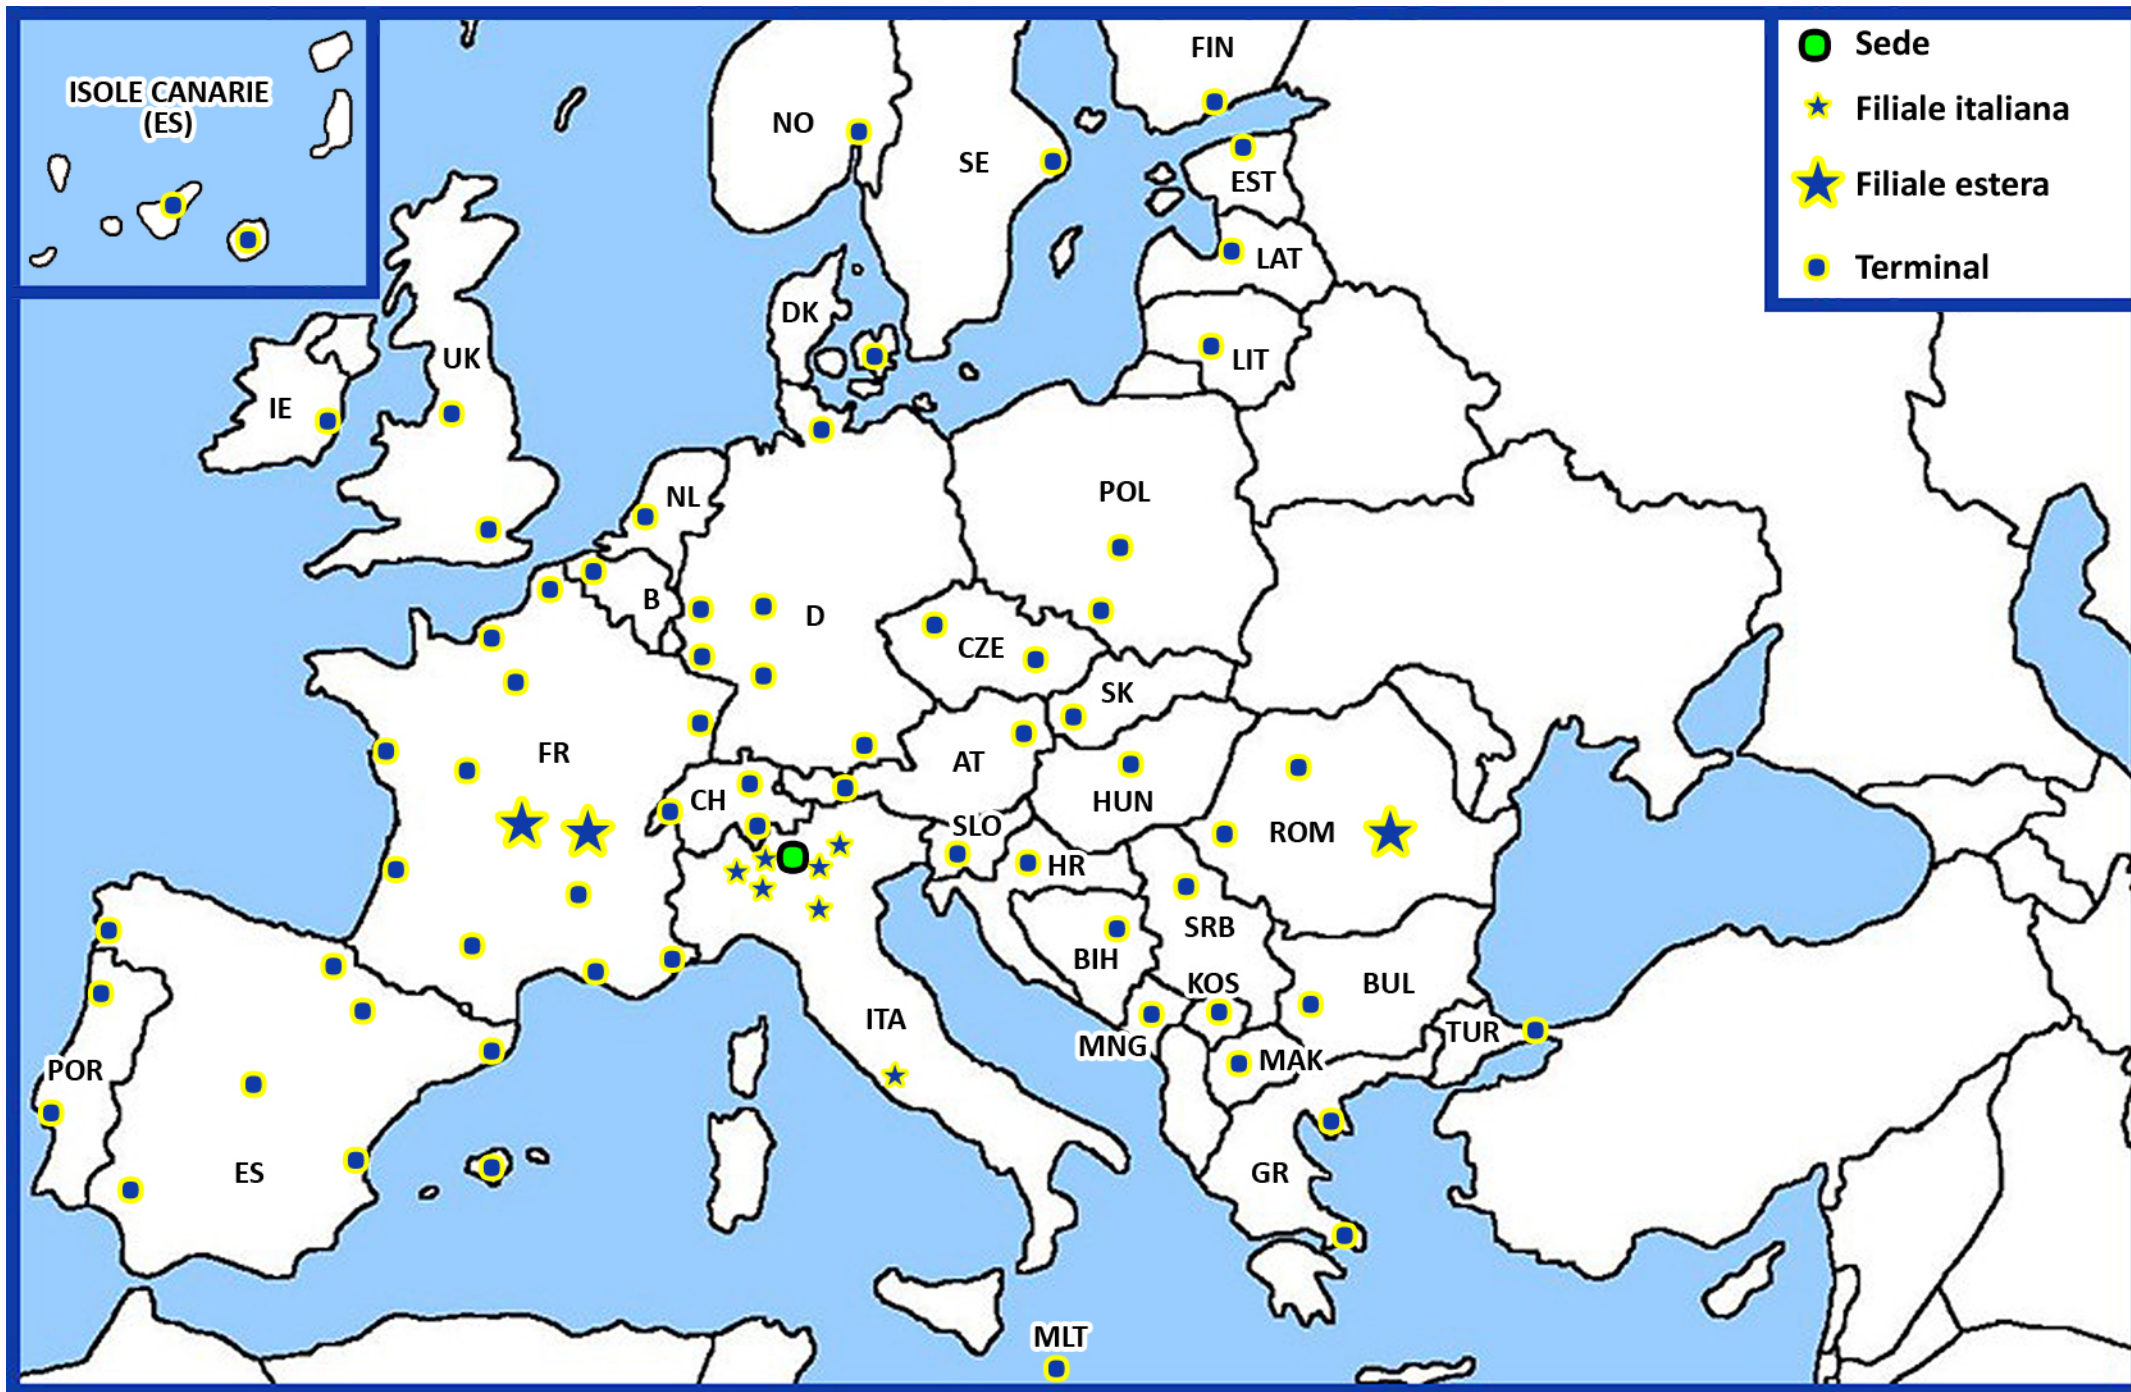 ISOLE CANARIE
(ES)
Sede
Filiale italiana
Filiale estera
Terminal
FIN
NO
SE
EST
LAT
DK
LIT
UK
IE
NL
POL
B
D
CZE
SK
FR
AT
CH
HUN
SLO
ROM
HR
SRB
BIH
KOS
BUL
ITA
TUR
MNG
MAK
POR
ES
GR
MLT